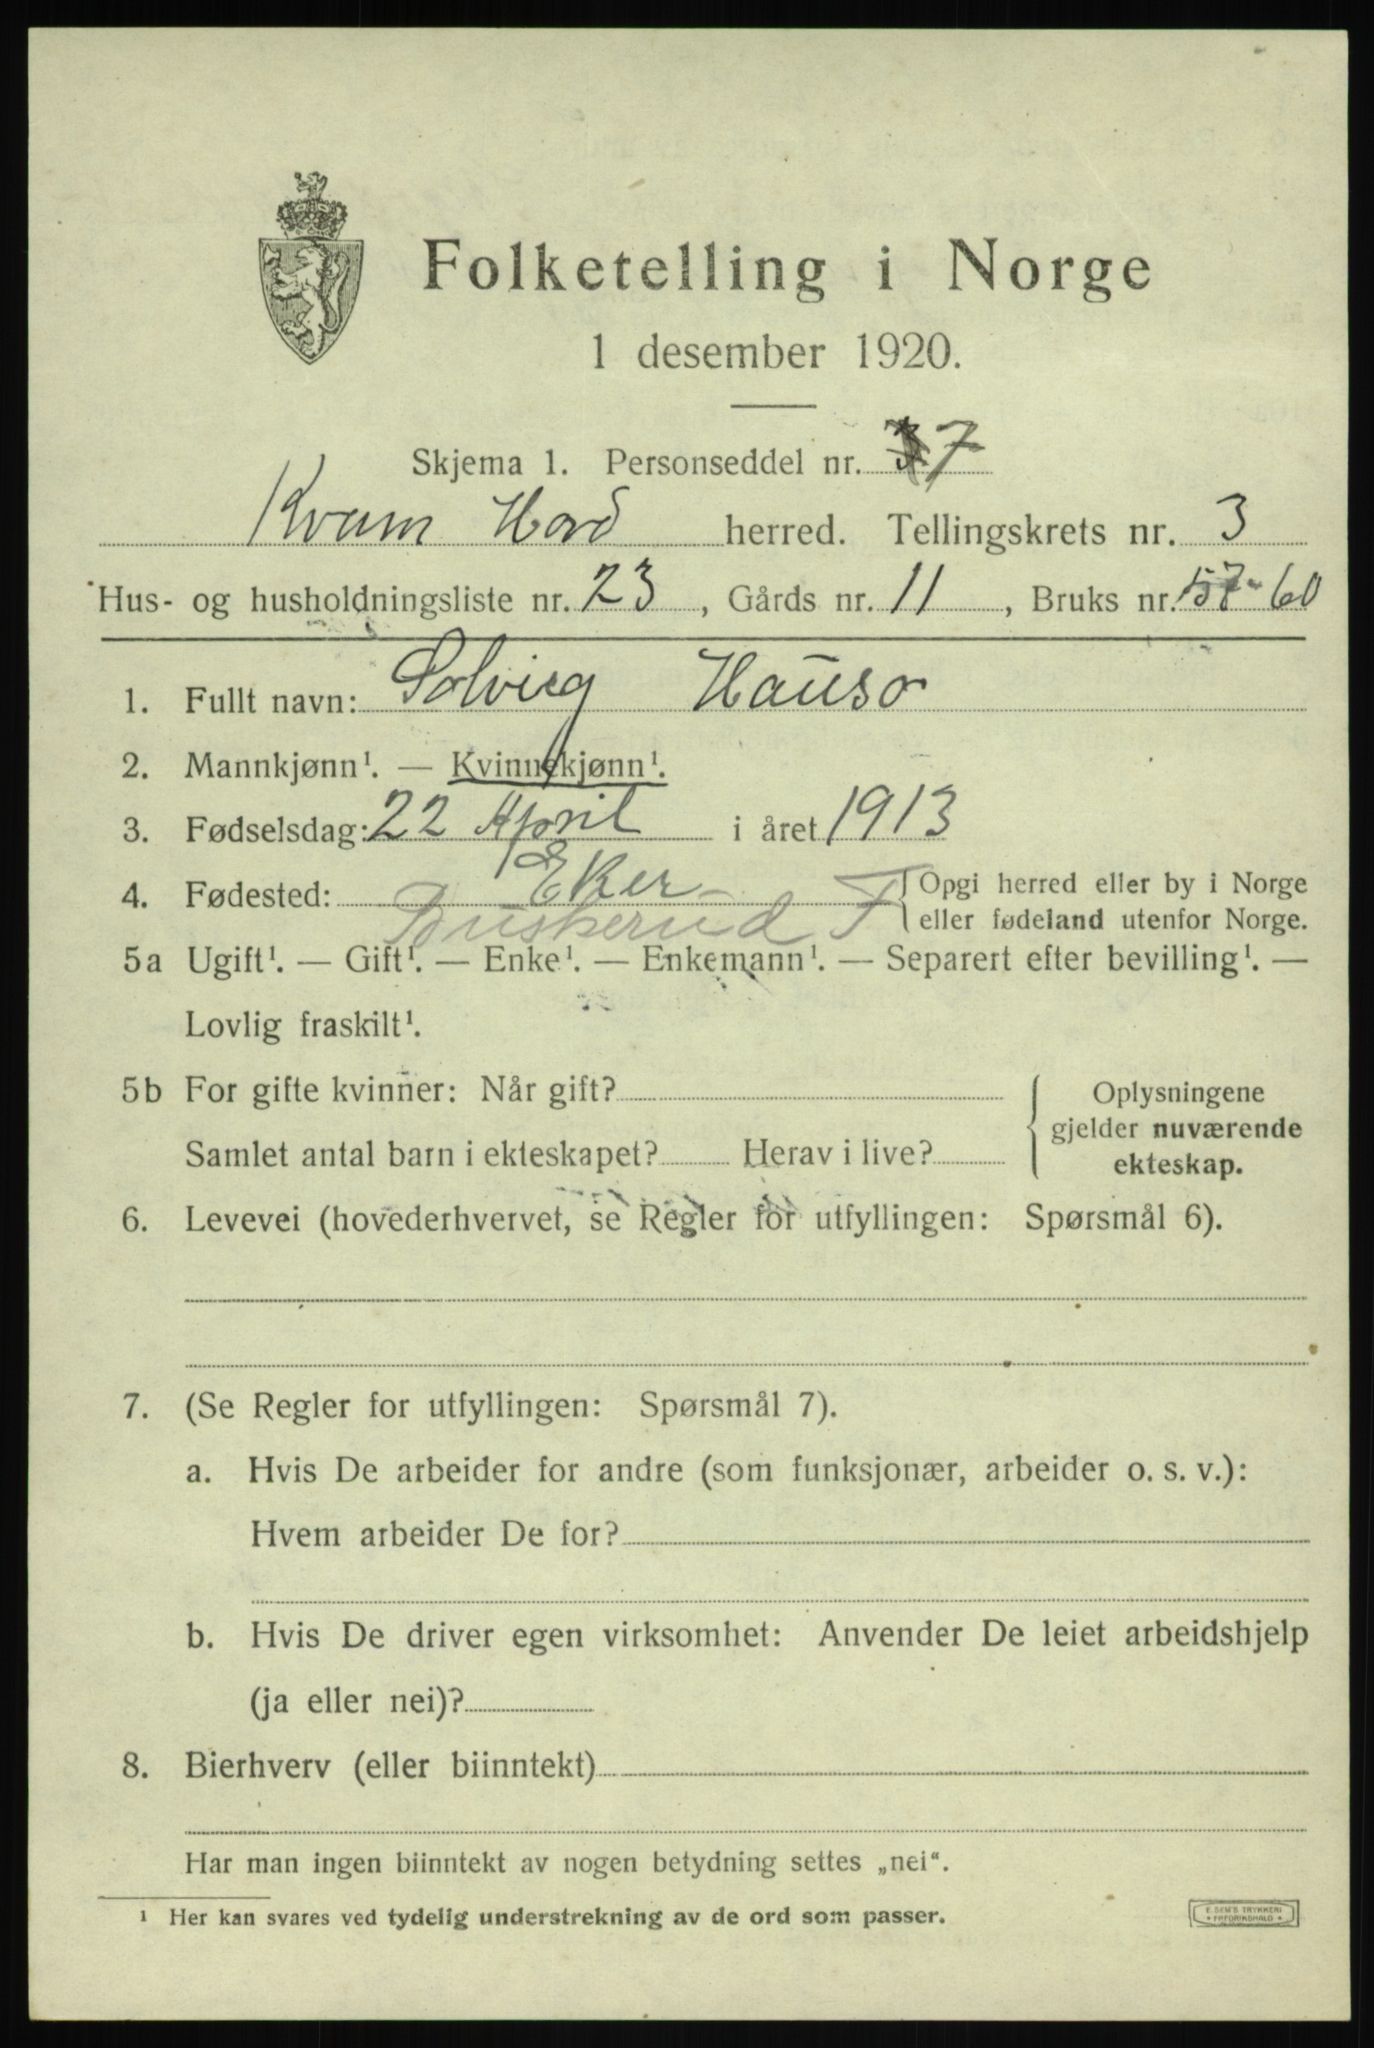 Folketelling i Norge
1 desember 1920.
Skjema 1. Personseddel nr. 7
Kvam Hord herred. Tellingskrets nr. 3
Hus- og husholdningsliste nr. 23, Gårds nr. 11, Bruks nr. 57-60
1. Fullt navn: Solvieg Hauso
2. Mannkjønn¹. — Kvinnekjønn¹.
3. Fødselsdag: 22 April i året 1913
4. Fødested: Eker Opgi herred eller by i Norge
Buskerud F eller fødeland utenfor Norge.
5a Ugift¹. — Gift¹. — Enke¹. — Enkemann¹. — Separert efter bevilling¹. —
Lovlig fraskilt¹.
5b For gifte kvinner: Når gift? Oplysningene
gjelder nuværende
Samlet antal barn i ekteskapet? Herav i live? ekteskap.
6. Levevei (hovederhvervet, se Regler for utfyllingen: Spørsmål 6).
7. (Se Regler for utfyllingen: Spørsmål 7).
a. Hvis De arbeider for andre (som funksjonær, arbeider o. s. v.):
Hvem arbeider De for?
b. Hvis De driver egen virksomhet: Anvender De leiet arbeidshjelp
(ja eller nei)?
8. Bierhverv (eller biinntekt)
Har man ingen biinntekt av nogen betydning settes „nei".
¹ Her kan svares ved tydelig understrekning av de ord som passer.
E. SEM'S TRYKKERI
FREDRIKSHALD